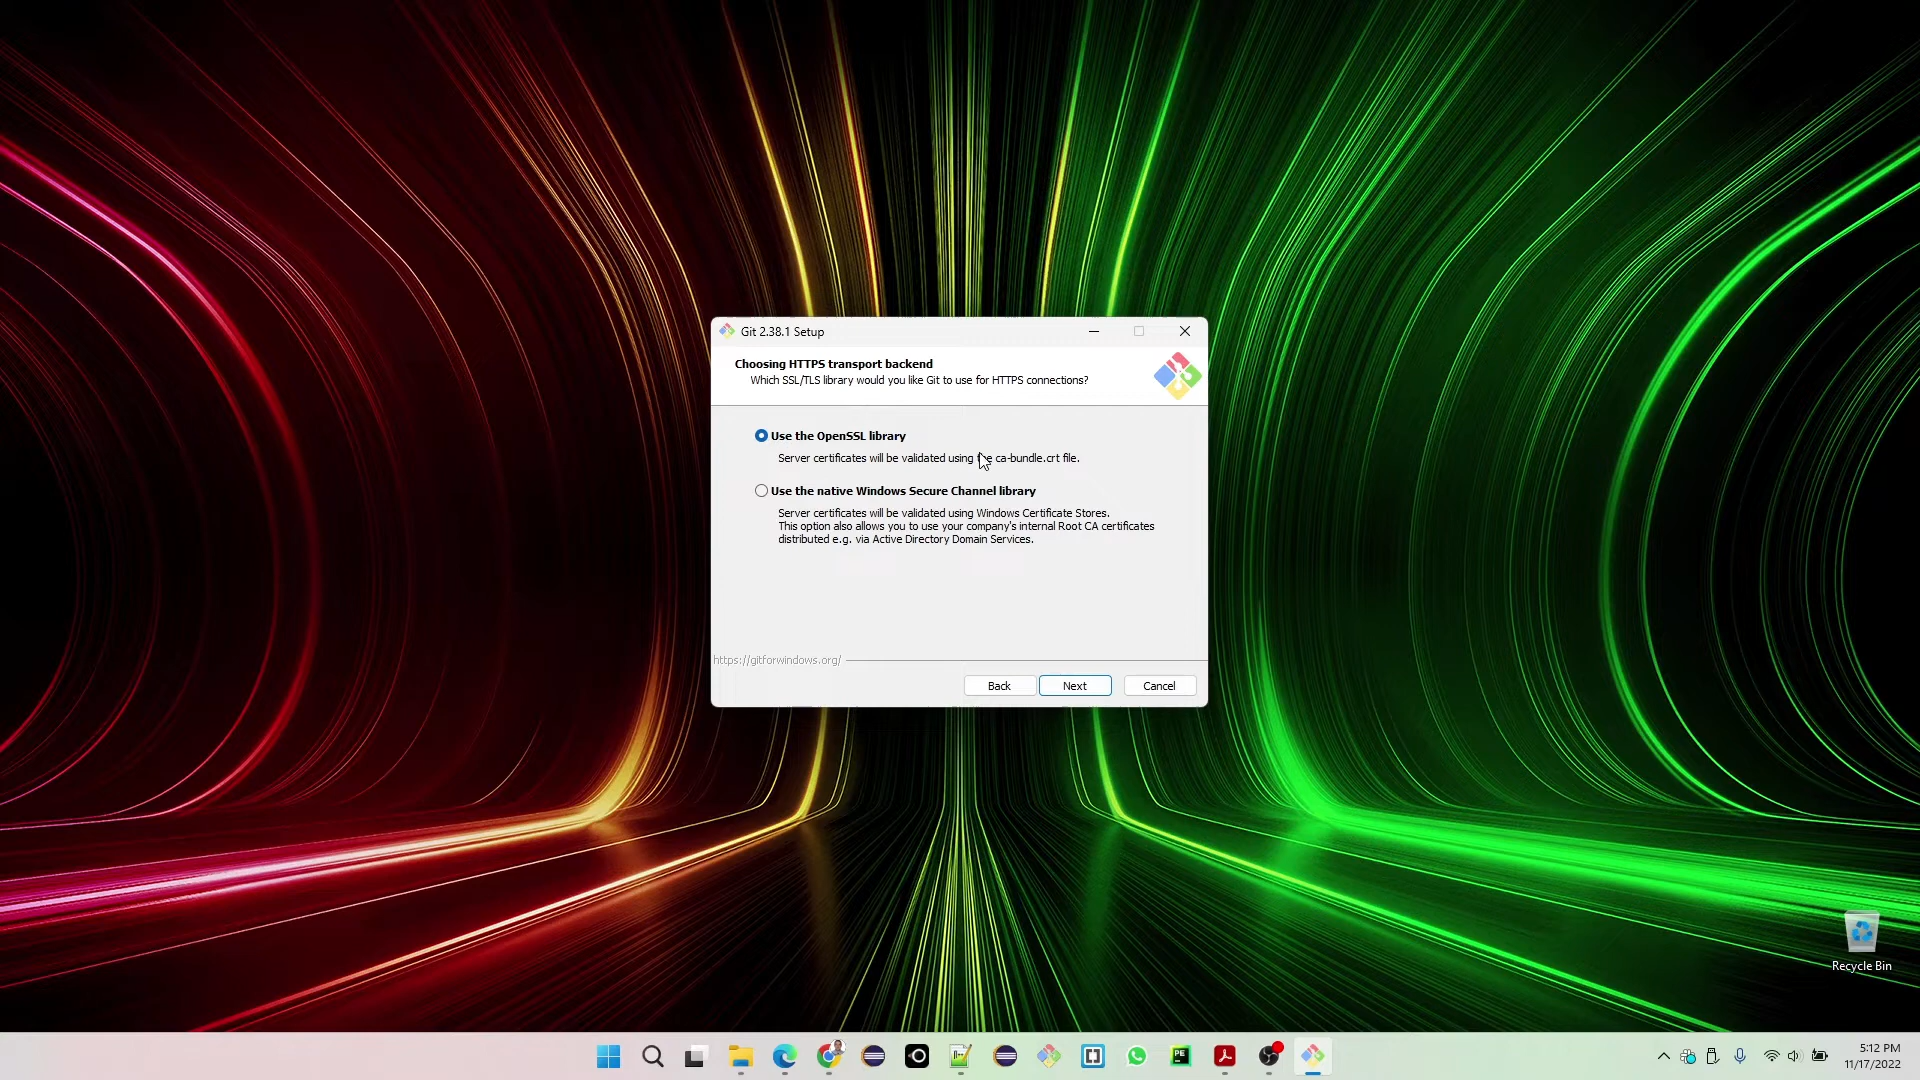 Git 2.38.1 Setup
Choosing HTTPS transport backend
Which SSL/TLS library would you like Git to use for HTTPS connections?
Use the OpenSSL library
Server certificates will be validated using the ca-bundle.crt file.
Use the native Windows Secure Channel library
Server certificates will be validated using Windows Certificate Stores.
This option also allows you to use your company's internal Root CA certificates
distributed e.g. via Active Directory Domain Services.
https://gitforwindows.org/
Back
Next
Cancel
Recycle Bin
PE
5:12 PM
11/17/2022